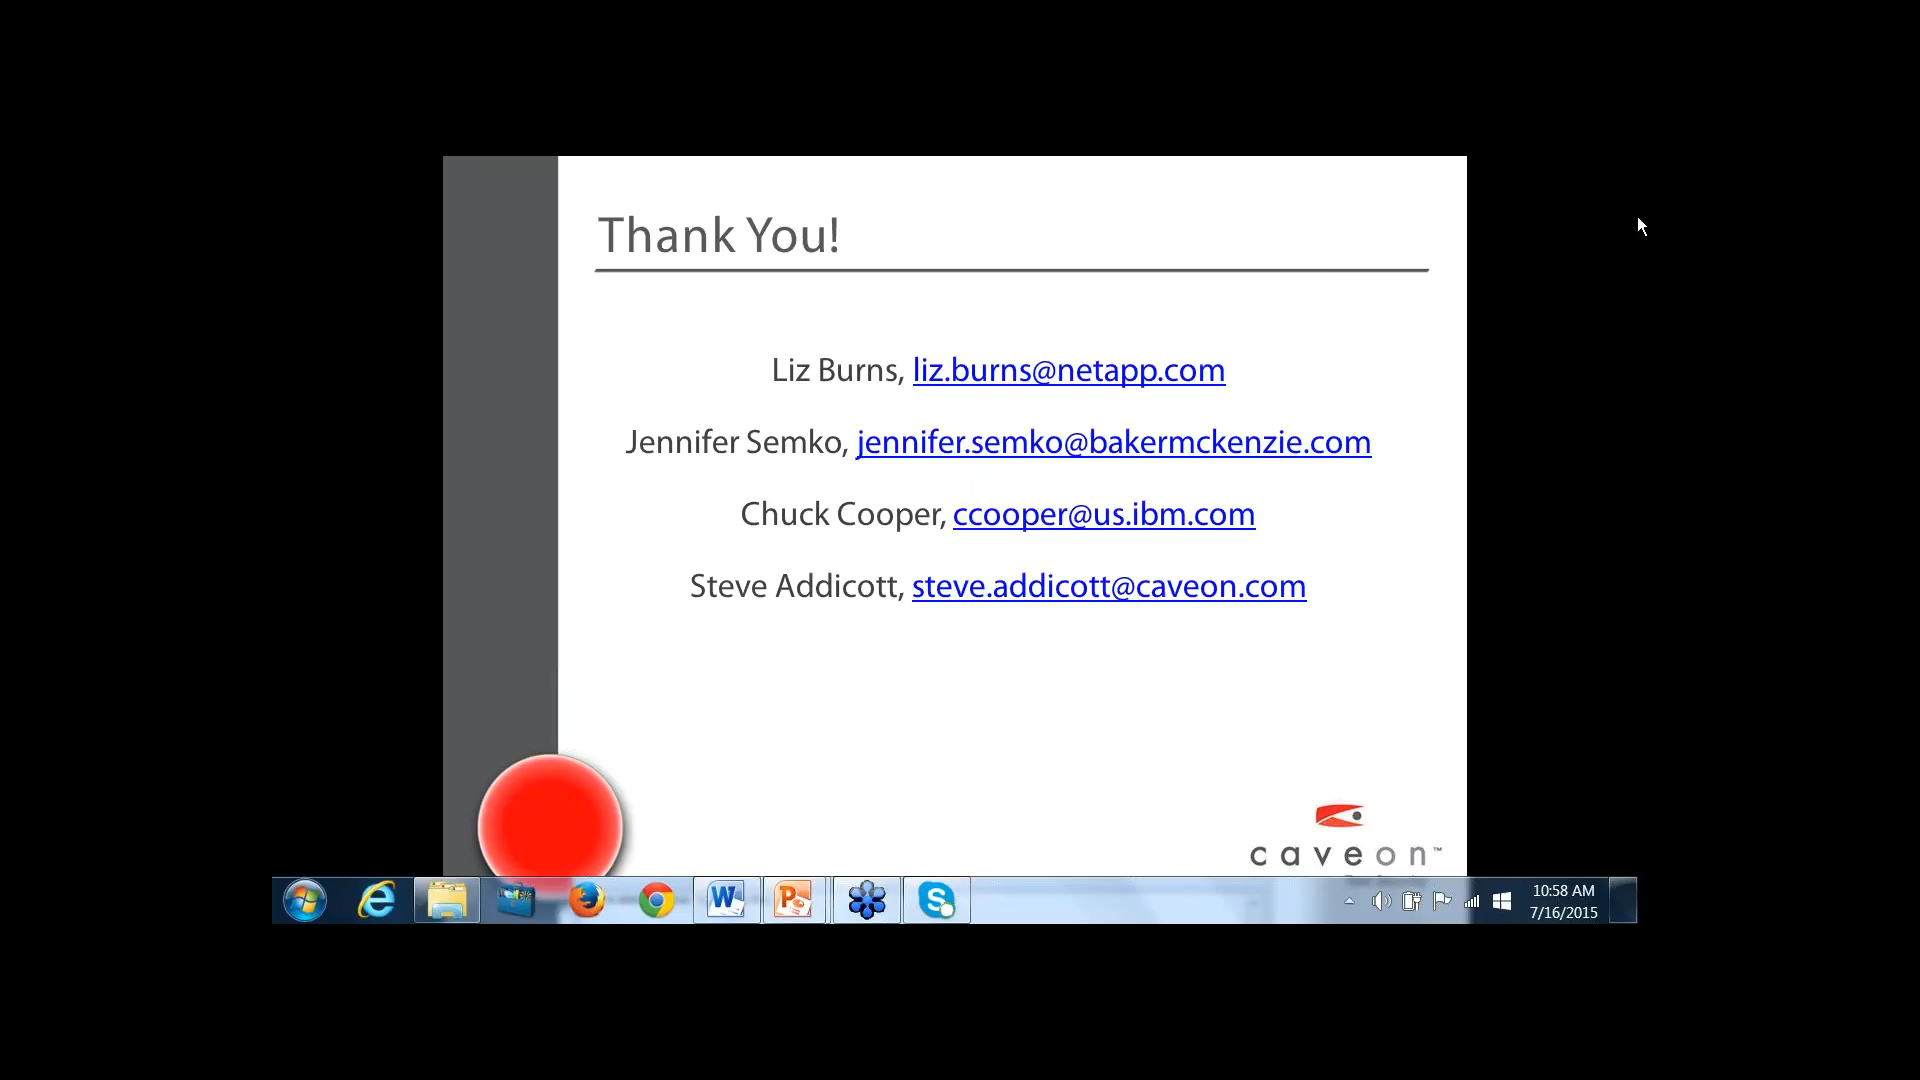 Thank You!
Liz Burns, liz.burns@netapp.com
Jennifer Semko, jennifer.semko@bakermckenzie.com
Chuck Cooper, ccooper@us.ibm.com
Steve Addicott, steve.addicott@caveon.com
caveon™
10:58 AM
7/16/2015